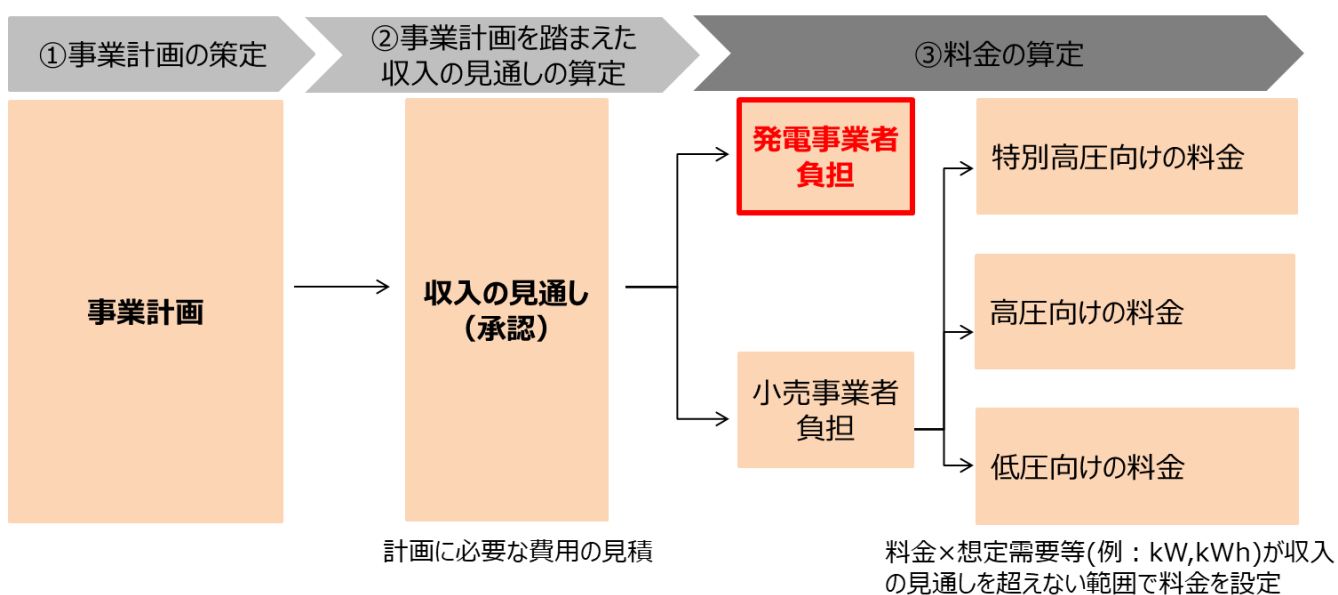 ①事業計画の策定
②事業計画を踏まえた
収入の見通しの算定
③料金の算定
事業計画
収入の見通し
（承認）
計画に必要な費用の見積
発電事業者
負担
小売事業者
負担
特別高圧向けの料金
高圧向けの料金
低圧向けの料金
料金×想定需要等(例：kW,kWh)が収入
の見通しを超えない範囲で料金を設定